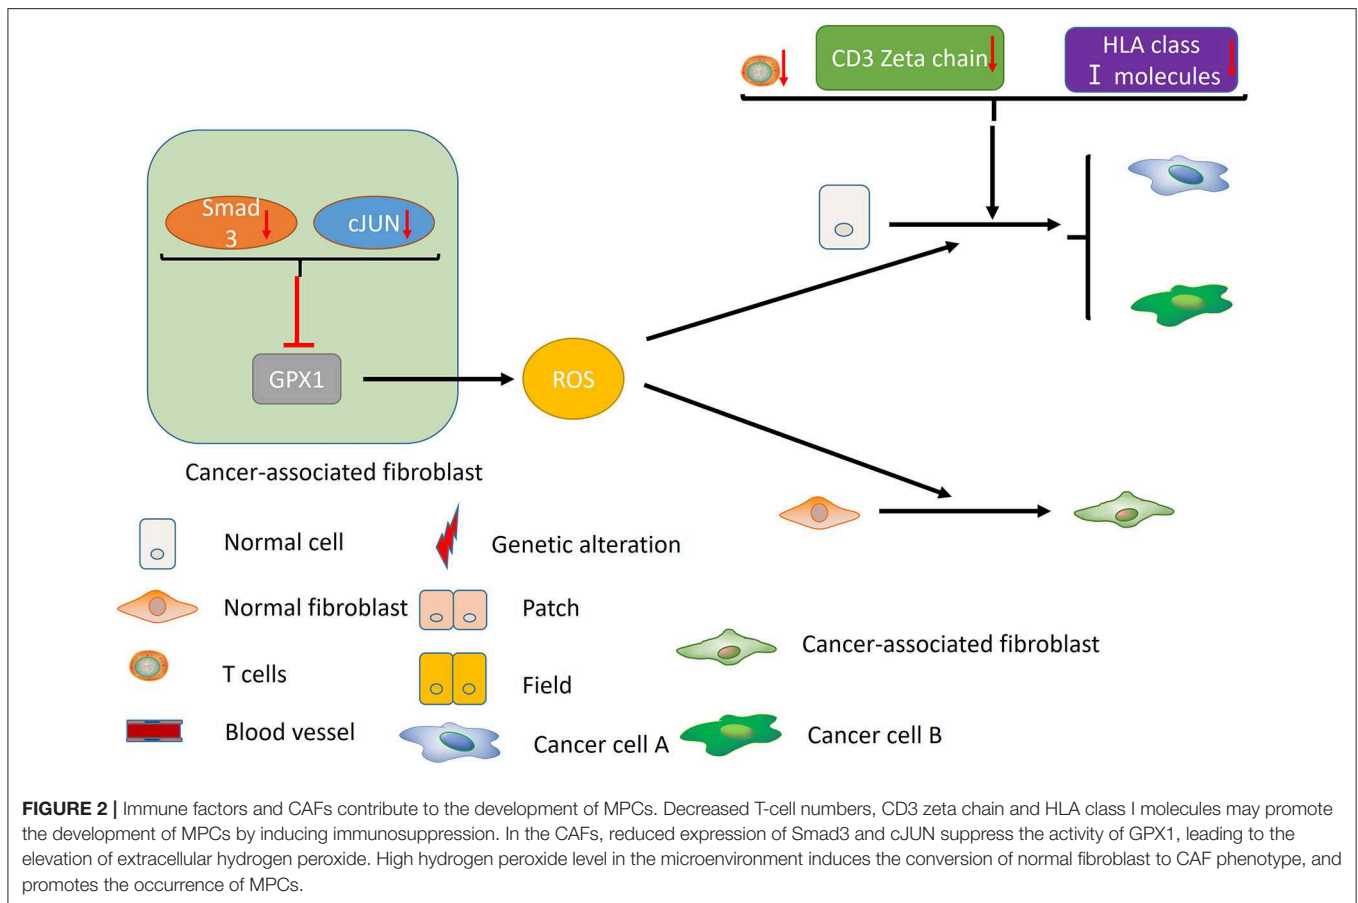 CD3 Zeta chain
HLA class
I molecules
Smad
3
cJUN
GPX1
ROS
Cancer-associated fibroblast
Normal cell
Genetic alteration
Normal fibroblast
Patch
Cancer-associated fibroblast
T cells
Field
Blood vessel
Cancer cell A
Cancer cell B
FIGURE 2 | Immune factors and CAFs contribute to the development of MPCs. Decreased T-cell numbers, CD3 zeta chain and HLA class I molecules may promote
the development of MPCs by inducing immunosuppression. In the CAFs, reduced expression of Smad3 and cJUN suppress the activity of GPX1, leading to the
elevation of extracellular hydrogen peroxide. High hydrogen peroxide level in the microenvironment induces the conversion of normal fibroblast to CAF phenotype, and
promotes the occurrence of MPCs.